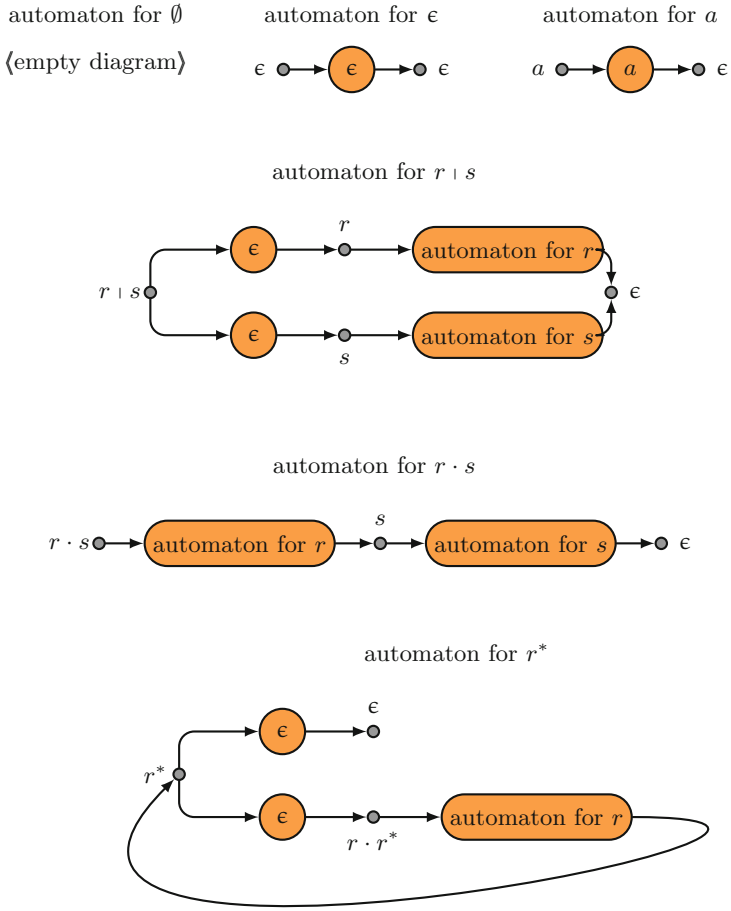 automaton for ∅ automaton for ϵ automaton for a
⟪empty diagram⟫ ϵ ϵ ϵ a a ϵ
automaton for r ı s
r
ϵ automaton for r
r ı s ϵ
ϵ automaton for s
s
automaton for r · s
s
r · s automaton for r automaton for s ϵ
automaton for r*
ϵ
ϵ
r*
ϵ automaton for r
r · r*